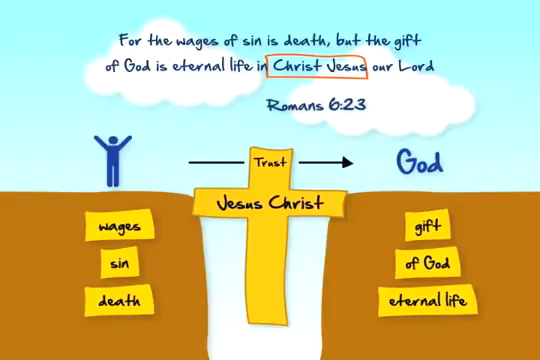 For the wages of sin is death, but the gift
of God is eternal life in Christ Jesus our Lord
Romans 6:23
Trust
God
Jesus Christ
wages
gift
sin
of God
death
eternal life